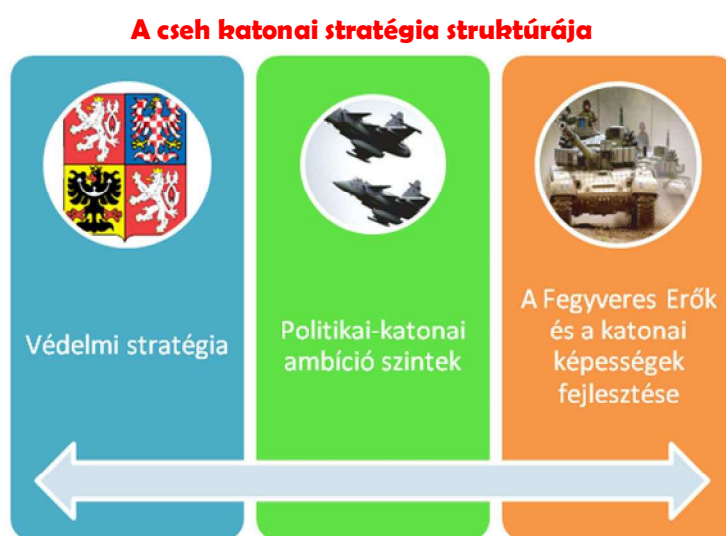 A cseh katonai stratégia struktúrája
Védelmi stratégia
Politikai-katonai
ambíció szintek
A Fegyveres Erők
és a katonai
képességek
fejlesztése